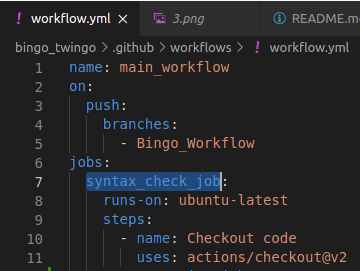 ! workflow.yml ● 3.png ! README.m
bingo_twingo > .github > workflows > ! workflow.yml
1 name: main_workflow
2 on:
3   push:
4     branches:
5       - Bingo_Workflow
6 jobs:
7   syntax_check_job:
8     runs-on: ubuntu-latest
9     steps:
10       - name: Checkout code
11         uses: actions/checkout@v2